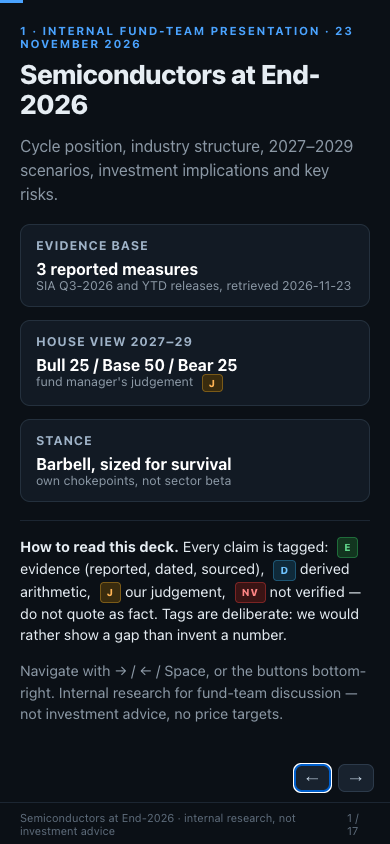 1 · INTERNAL FUND-TEAM PRESENTATION · 23
NOVEMBER 2026
Semiconductors at End-
2026
Cycle position, industry structure, 2027–2029
scenarios, investment implications and key
risks.
EVIDENCE BASE
3 reported measures
SIA Q3-2026 and YTD releases, retrieved 2026-11-23
HOUSE VIEW 2027–29
Bull 25 / Base 50 / Bear 25
fund manager's judgement J
STANCE
Barbell, sized for survival
own chokepoints, not sector beta
How to read this deck. Every claim is tagged: E
evidence (reported, dated, sourced), D derived
arithmetic, J our judgement, NV not verified —
do not quote as fact. Tags are deliberate: we would
rather show a gap than invent a number.
Navigate with → / ← / Space, or the buttons bottom-
right. Internal research for fund-team discussion —
not investment advice, no price targets.
← →
Semiconductors at End-2026 · internal research, not
investment advice
1 /
17